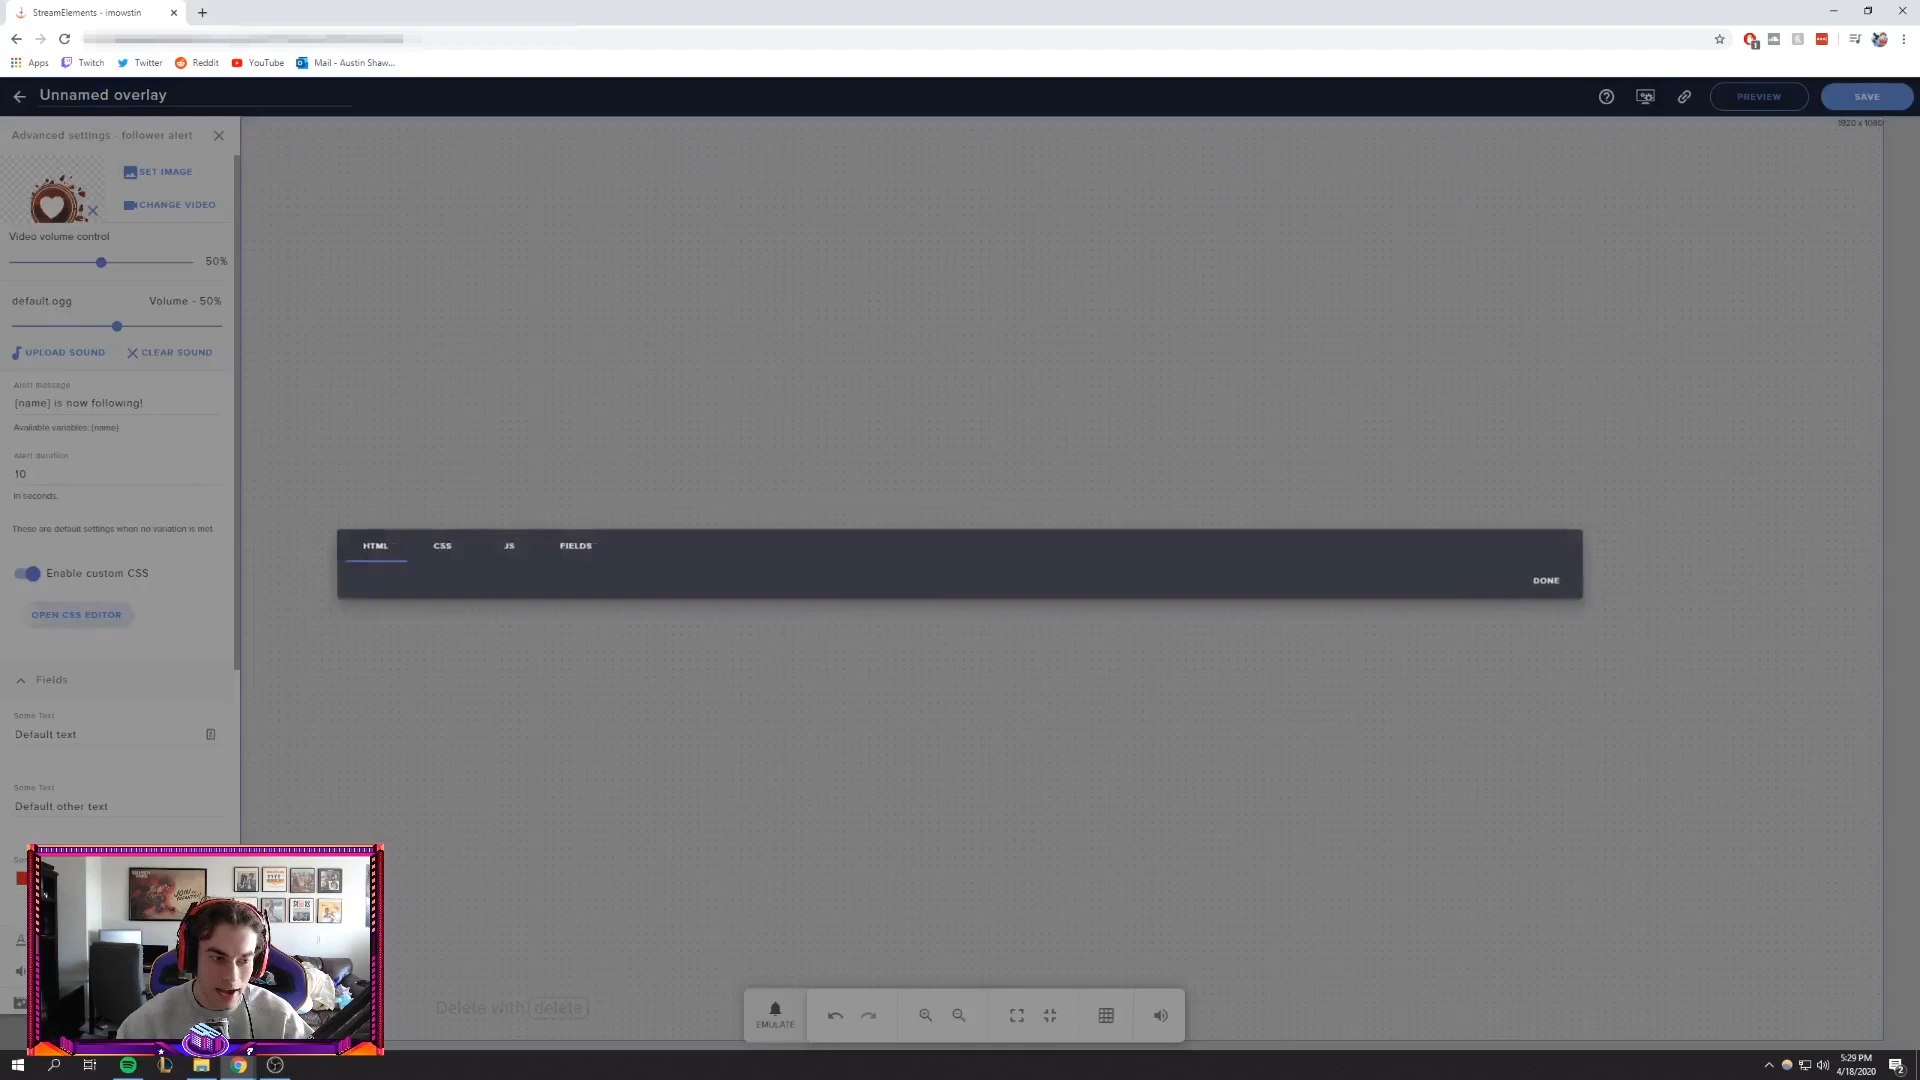 StreamElements - imowstin
Apps
Twitch
Twitter
Reddit
YouTube
Mail - Austin Shaw...
Unnamed overlay
PREVIEW
SAVE
1920 x 1080
Advanced settings - follower alert
SET IMAGE
CHANGE VIDEO
Video volume control
50%
default.ogg
Volume - 50%
UPLOAD SOUND
CLEAR SOUND
Alert message
{name} is now following!
Available variables: {name}
Alert duration
10
In seconds.
These are default settings when no variation is met
HTML
CSS
JS
FIELDS
DONE
Enable custom CSS
OPEN CSS EDITOR
Fields
Some Text
Default text
Some Text
Default other text
Delete with delete
EMULATE
5:29 PM
4/18/2020